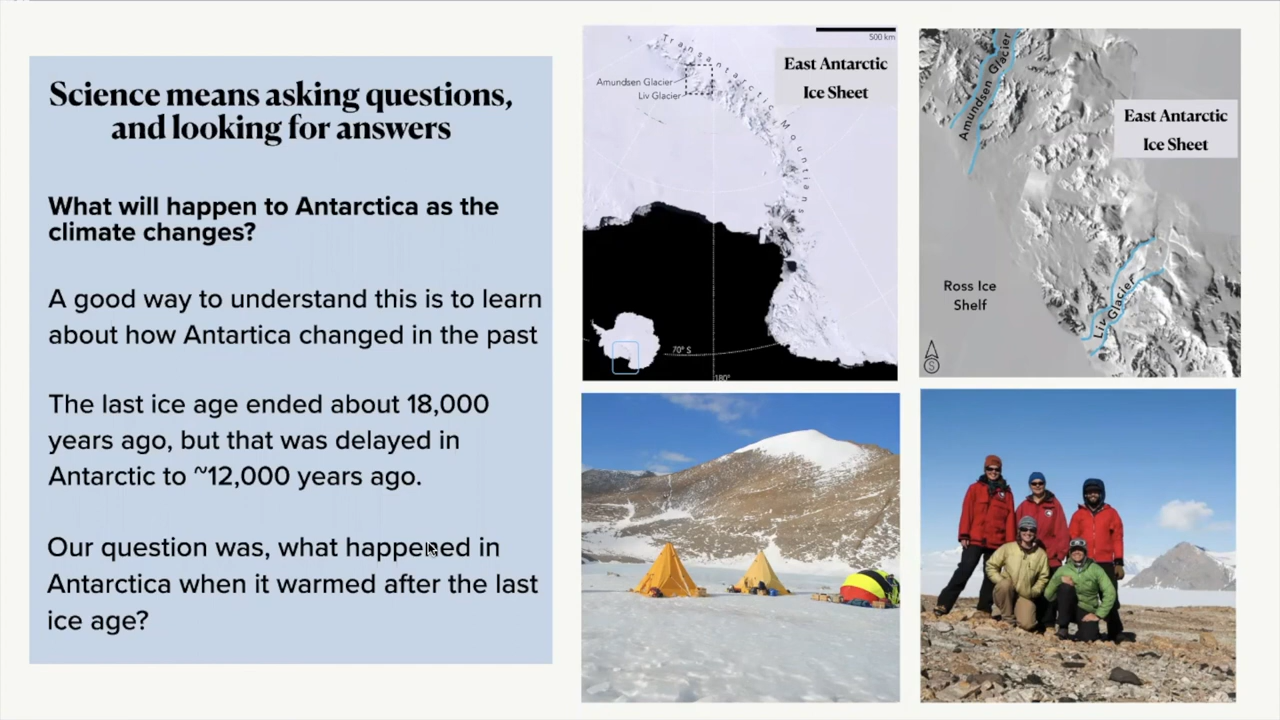 Science means asking questions,
and looking for answers
What will happen to Antarctica as the
climate changes?
A good way to understand this is to learn
about how Antartica changed in the past
The last ice age ended about 18,000
years ago, but that was delayed in
Antarctic to ~12,000 years ago.
Our question was, what happened in
Antarctica when it warmed after the last
ice age?
500 km
Transantarctic Mountiens
East Antarctic
Ice Sheet
Amundsen Glacier
Liv Glacier
70° S
180°
Amundsen Glacier
East Antarctic
Ice Sheet
Ross Ice
Shelf
Liv Glacier
S